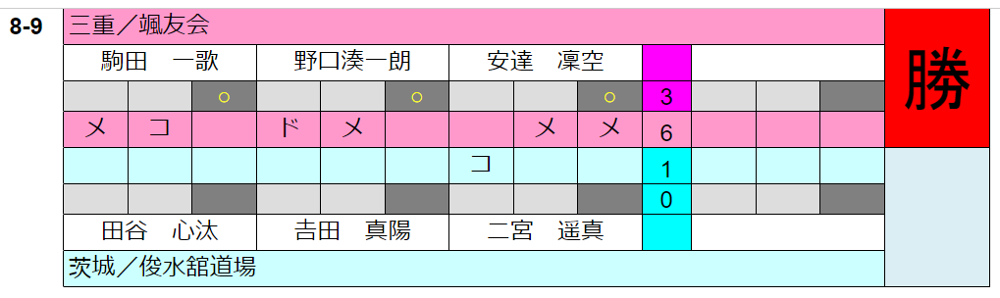 8-9 三重／颯友会
勝
駒田　一歌 野口湊一朗 安達　凜空
○ ○ ○ 3
メ コ ド メ メ メ 6
コ 1
0
田谷　心汰 𠮷田　真陽 二宮　遥真
茨城／俊水舘道場